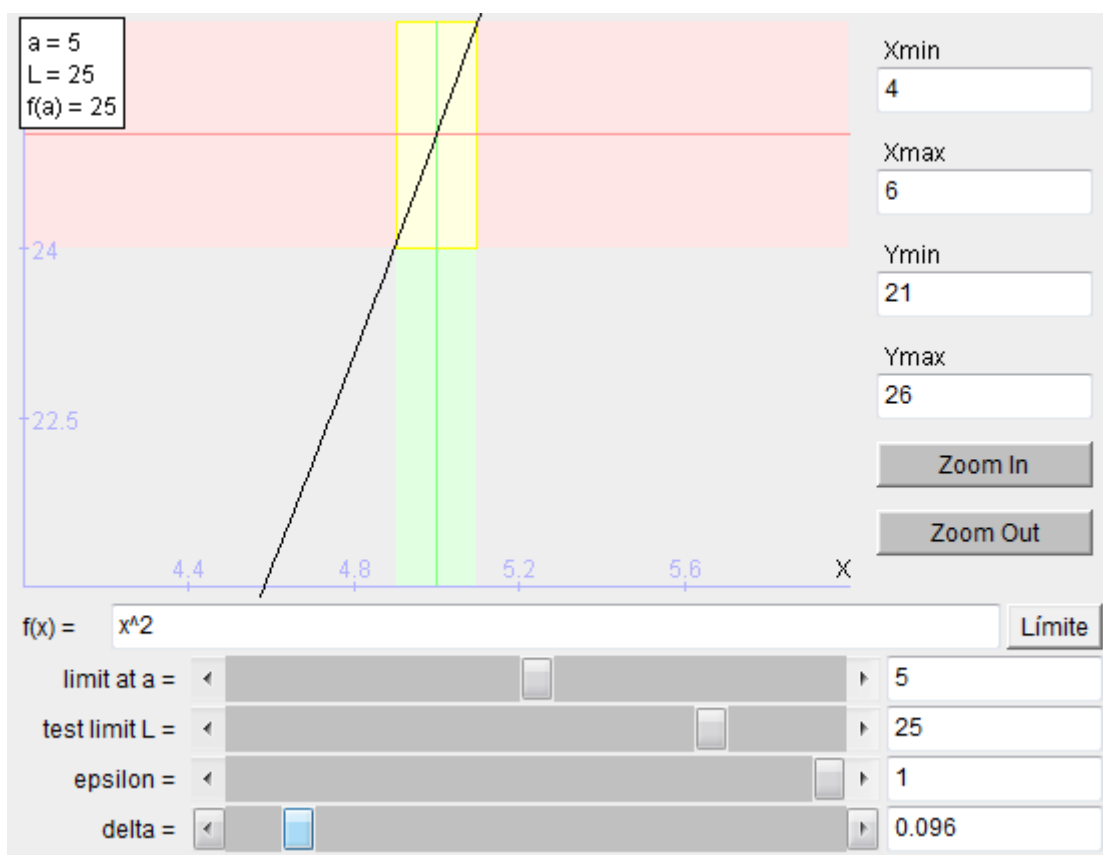 a = 5
L = 25
f(a) = 25
24
22.5
4.4 4.8 5.2 5.6 X
Xmin
4
Xmax
6
Ymin
21
Ymax
26
Zoom In
Zoom Out
f(x) = x^2 Límite
limit at a = 5
test limit L = 25
epsilon = 1
delta = 0.096